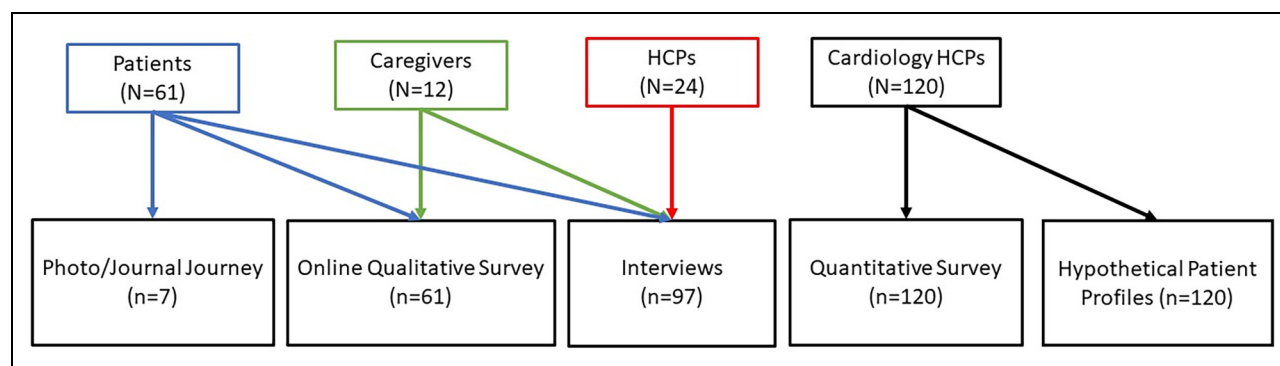 Patients
(N=61)
Caregivers
(N=12)
HCPs
(N=24)
Cardiology HCPs
(N=120)
Photo/Journal Journey
(n=7)
Online Qualitative Survey
(n=61)
Interviews
(n=97)
Quantitative Survey
(n=120)
Hypothetical Patient
Profiles (n=120)